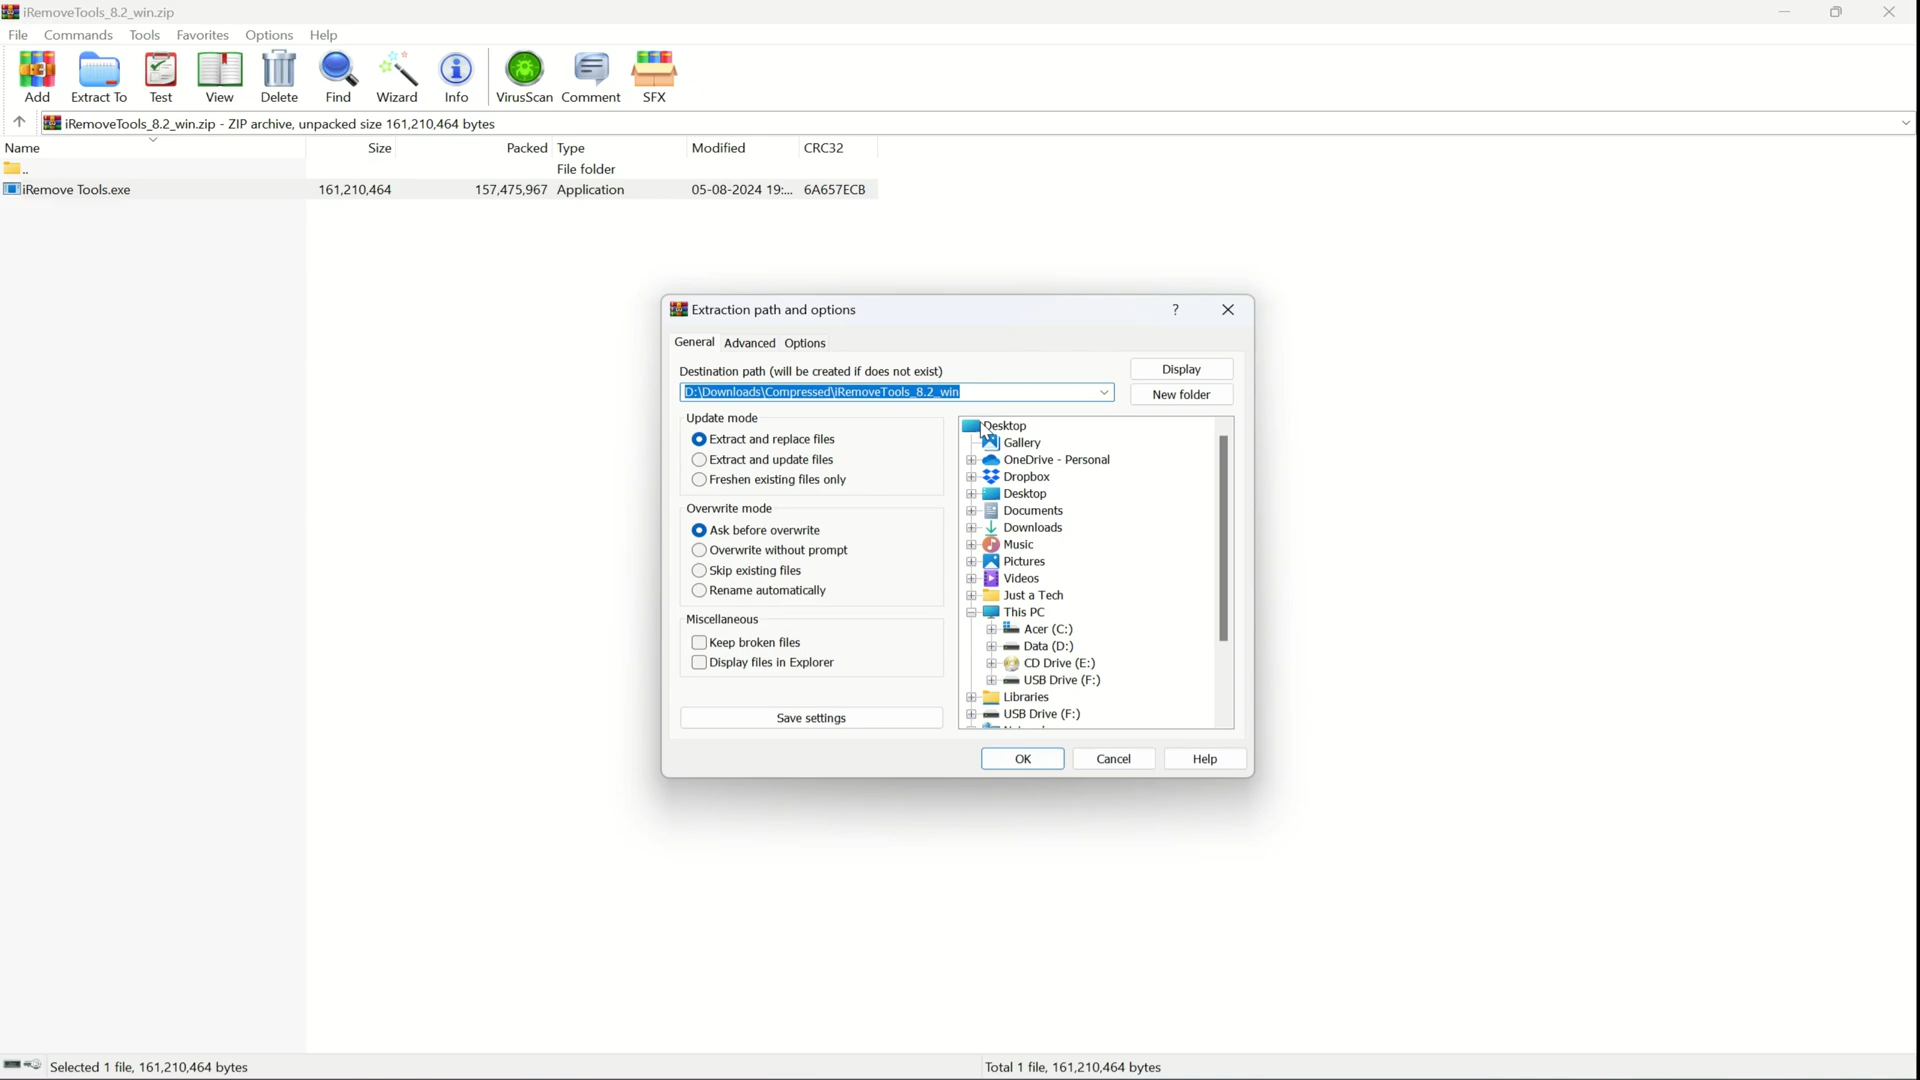 iRemoveTools_8.2_win.zip
File Commands Tools Favorites Options Help
Add Extract To Test View Delete Find Wizard Info VirusScan Comment SFX
iRemoveTools_8.2_win.zip - ZIP archive, unpacked size 161,210,464 bytes
Name Size Packed Type Modified CRC32
.. File folder
iRemove Tools.exe 161,210,464 157,475,967 Application 05-08-2024 19:... 6A657ECB
Extraction path and options ?
General Advanced Options
Destination path (will be created if does not exist)
Display
D:\Downloads\Compressed\iRemoveTools_8.2_win
New folder
Update mode
Extract and replace files
Extract and update files
Freshen existing files only
Overwrite mode
Ask before overwrite
Overwrite without prompt
Skip existing files
Rename automatically
Miscellaneous
Keep broken files
Display files in Explorer
Save settings
Desktop
Gallery
OneDrive - Personal
Dropbox
Desktop
Documents
Downloads
Music
Pictures
Videos
Just a Tech
This PC
Acer (C:)
Data (D:)
CD Drive (E:)
USB Drive (F:)
Libraries
USB Drive (F:)
OK Cancel Help
Selected 1 file, 161,210,464 bytes
Total 1 file, 161,210,464 bytes